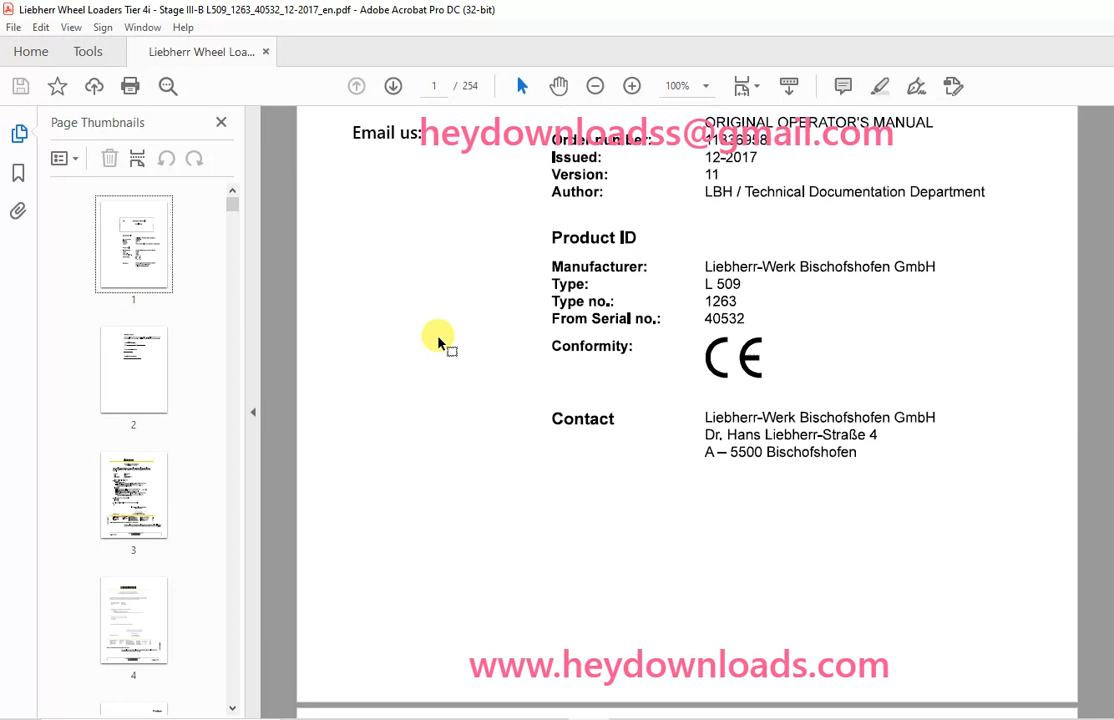 Liebherr Wheel Loaders Tier 4i - Stage III-B L509_1263_40532_12-2017_en.pdf - Adobe Acrobat Pro DC (32-bit)
File Edit View Sign Window Help
Home Tools Liebherr Wheel Loa... ×
1 / 254 100%
Page Thumbnails
1
2
3
4
Email us: heydownloadss@gmail.com
ORIGINAL OPERATOR'S MANUAL
Order number:
Issued: 12-2017
Version: 11
Author: LBH / Technical Documentation Department
Product ID
Manufacturer: Liebherr-Werk Bischofshofen GmbH
Type: L 509
Type no.: 1263
From Serial no.: 40532
Conformity: CE
Contact Liebherr-Werk Bischofshofen GmbH
Dr. Hans Liebherr-Straße 4
A – 5500 Bischofshofen
www.heydownloads.com